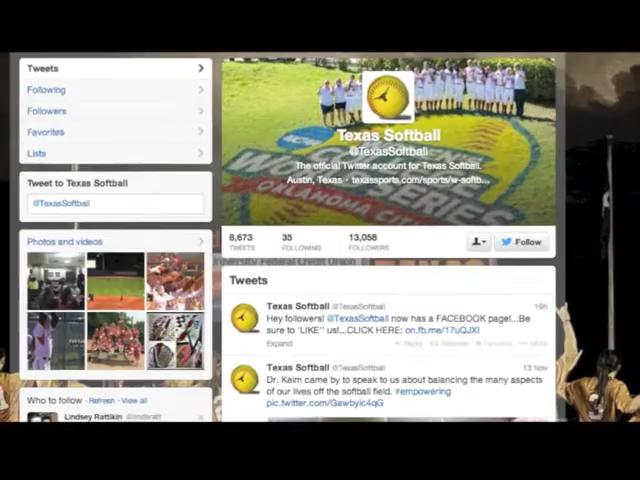 Tweets
Following
Followers
Favorites
Lists
Tweet to Texas Softball
@TexasSoftball
Photos and videos
Who to follow · Refresh · View all
Lindsey Rattikin @lindsratt
NCAA
Texas Softball
@TexasSoftball
The official Twitter account for Texas Softball.
Austin, Texas · texassports.com/sports/w-softb...
8,673
TWEETS
35
FOLLOWING
13,058
FOLLOWERS
Follow
University Federal Credit Union
Tweets
Texas Softball @TexasSoftball 19h
Hey followers! @TexasSoftball now has a FACEBOOK page!...Be
sure to 'LIKE'' us!...CLICK HERE: on.fb.me/17uQJXI
Expand
Reply Retweet Favorite More
Texas Softball @TexasSoftball 13 Nov
Dr. Keim came by to speak to us about balancing the many aspects
of our lives off the softball field. #empowering
pic.twitter.com/Gawbyic4qG